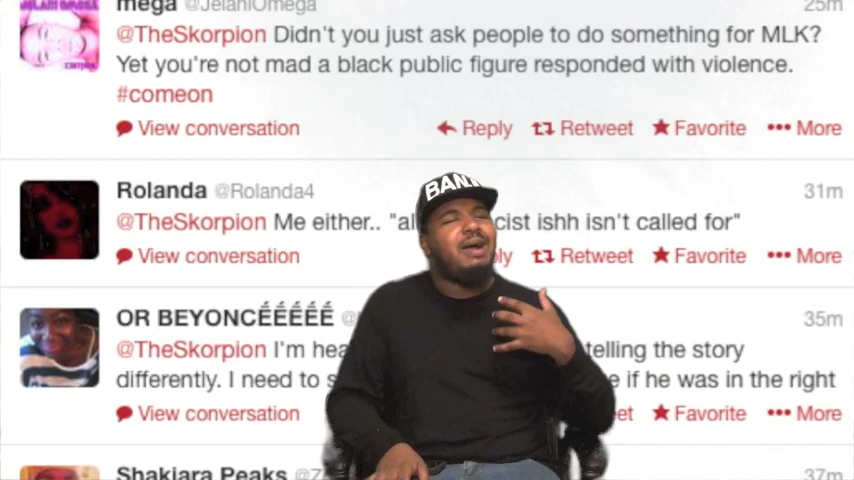 mega @JelaniOmega 25m
@TheSkorpion Didn't you just ask people to do something for MLK?
Yet you're not mad a black public figure responded with violence.
#comeon
View conversation Reply Retweet Favorite More
Rolanda @Rolanda4 31m
@TheSkorpion Me either.. "al cist ishh isn't called for"
View conversation ly Retweet Favorite More
OR BEYONCÉÉÉÉÉ @ 35m
@TheSkorpion I'm hea telling the story
differently. I need to s e if he was in the right
View conversation et Favorite More
Shakiara Peaks @Z 37m